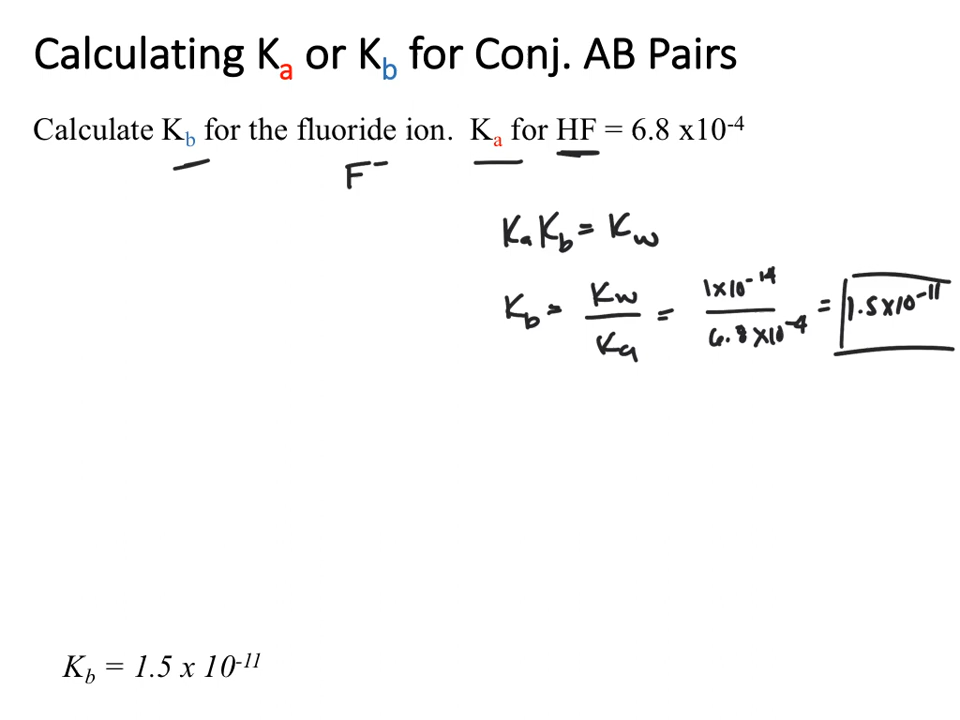 Calculating Ka or Kb for Conj. AB Pairs
Calculate Kb for the fluoride ion. Ka for HF = 6.8 x10-4
F-
KaKb = Kw
Kb = Kw/Ka = 1x10-14/6.8x10-4 = 1.5x10-11
Kb = 1.5 x 10-11